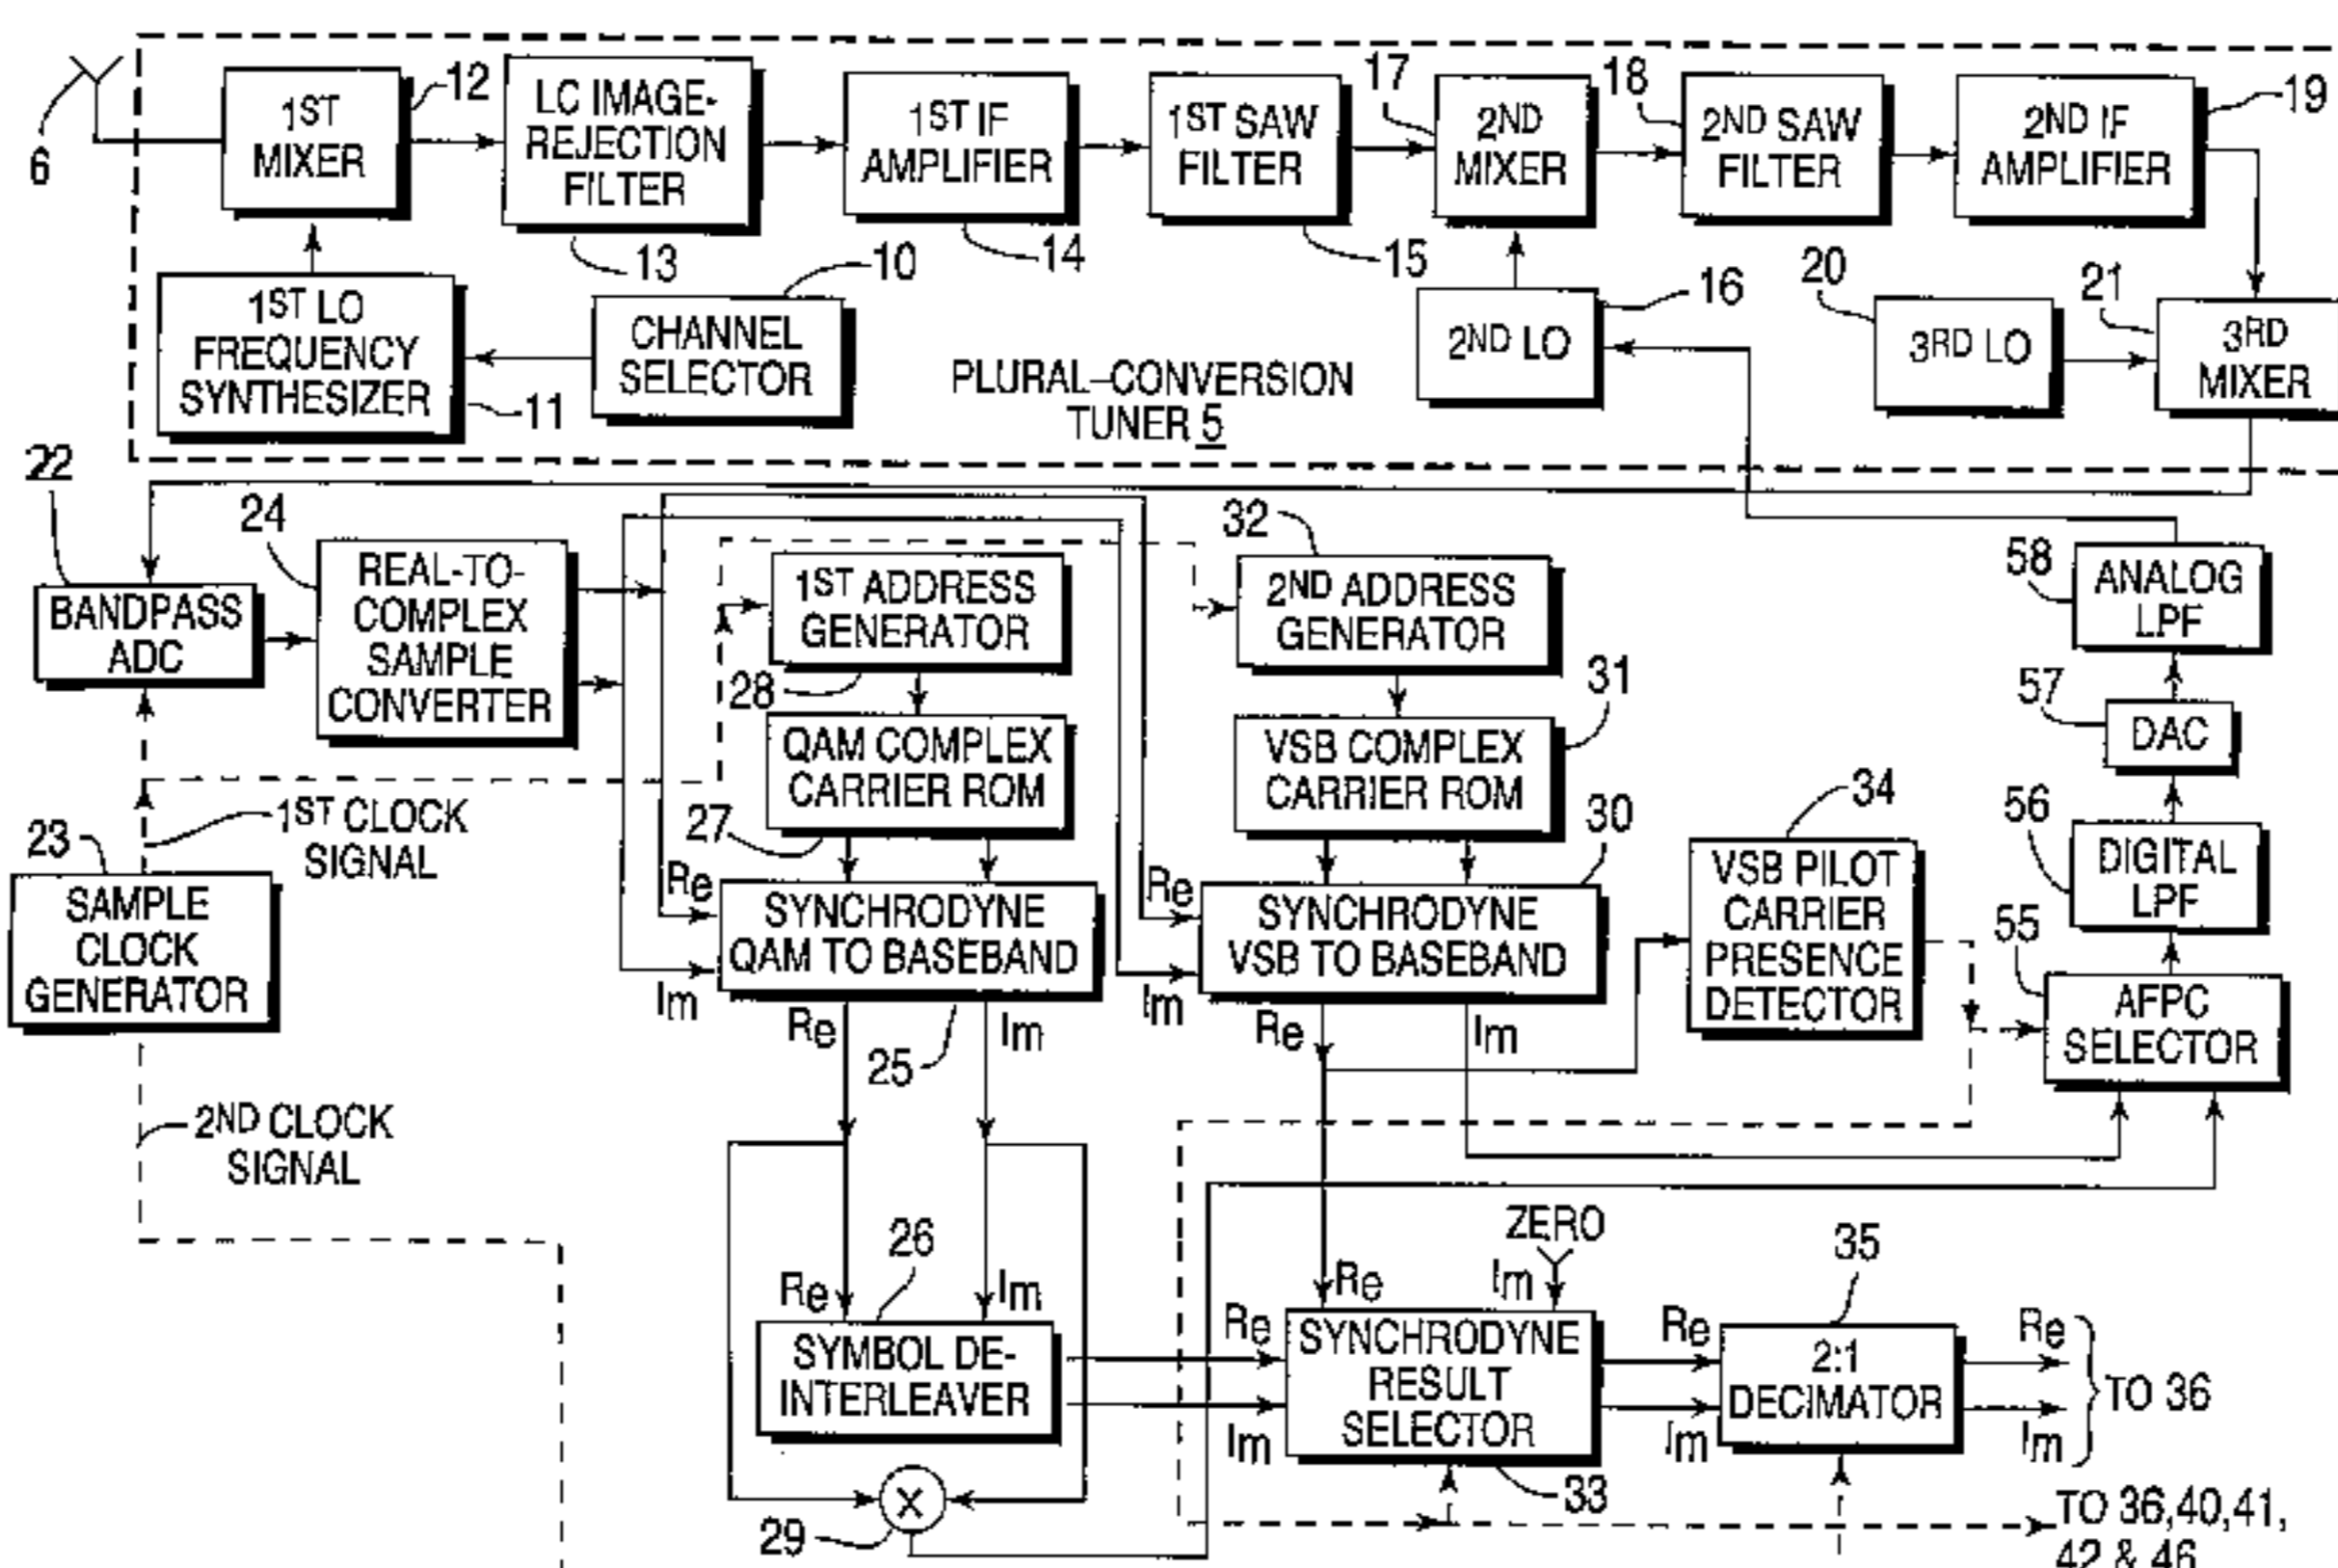 6
1ST
MIXER
12
LC IMAGE-
REJECTION
FILTER
13
1ST IF
AMPLIFIER
14
1ST SAW
FILTER
15
17
2ND
MIXER
18
2ND SAW
FILTER
2ND IF
AMPLIFIER
19
1ST LO
FREQUENCY
SYNTHESIZER
11
10
CHANNEL
SELECTOR
PLURAL-CONVERSION
TUNER 5
2ND LO
16
20
3RD LO
21
3RD
MIXER
22
BANDPASS
ADC
24
REAL-TO-
COMPLEX
SAMPLE
CONVERTER
1ST ADDRESS
GENERATOR
28
32
2ND ADDRESS
GENERATOR
58
ANALOG
LPF
QAM COMPLEX
CARRIER ROM
27
VSB COMPLEX
CARRIER ROM
31
57
DAC
1ST CLOCK
SIGNAL
23
SAMPLE
CLOCK
GENERATOR
Re
Im
SYNCHRODYNE
QAM TO BASEBAND
Re
Im
25
Re
Im
SYNCHRODYNE
VSB TO BASEBAND
30
Re
Im
34
VSB PILOT
CARRIER
PRESENCE
DETECTOR
56
DIGITAL
LPF
55
AFPC
SELECTOR
2ND CLOCK
SIGNAL
26
Re
Im
SYMBOL DE-
INTERLEAVER
29
X
ZERO
Re
Im
Re
Im
SYNCHRODYNE
RESULT
SELECTOR
33
35
Re
Im
2:1
DECIMATOR
Re
Im
TO 36
TO 36,40,41,
42 & 46